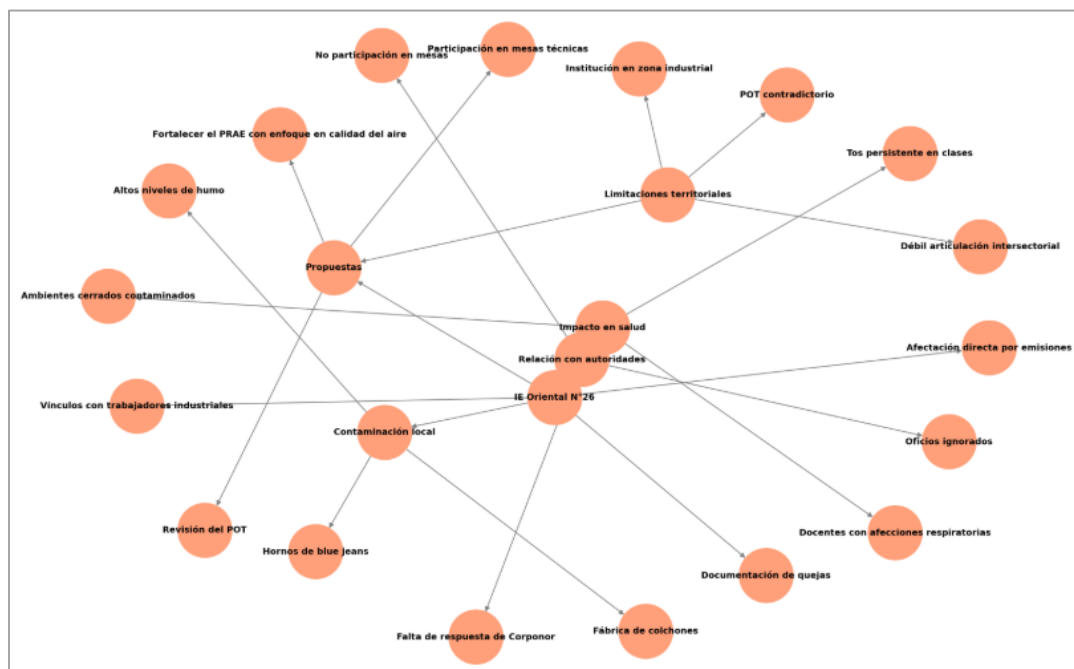 No participación en mesas
Participación en mesas técnicas
Institución en zona industrial
POT contradictorio
Fortalecer el PRAE con enfoque en calidad del aire
Tos persistente en clases
Altos niveles de humo
Limitaciones territoriales
Débil articulación intersectorial
Propuestas
Ambientes cerrados contaminados
Impacto en salud
Afectación directa por emisiones
Relación con autoridades
IE Oriental N°26
Vínculos con trabajadores industriales
Contaminación local
Oficios ignorados
Revisión del POT
Docentes con afecciones respiratorias
Hornos de blue jeans
Documentación de quejas
Falta de respuesta de Corponor
Fábrica de colchones